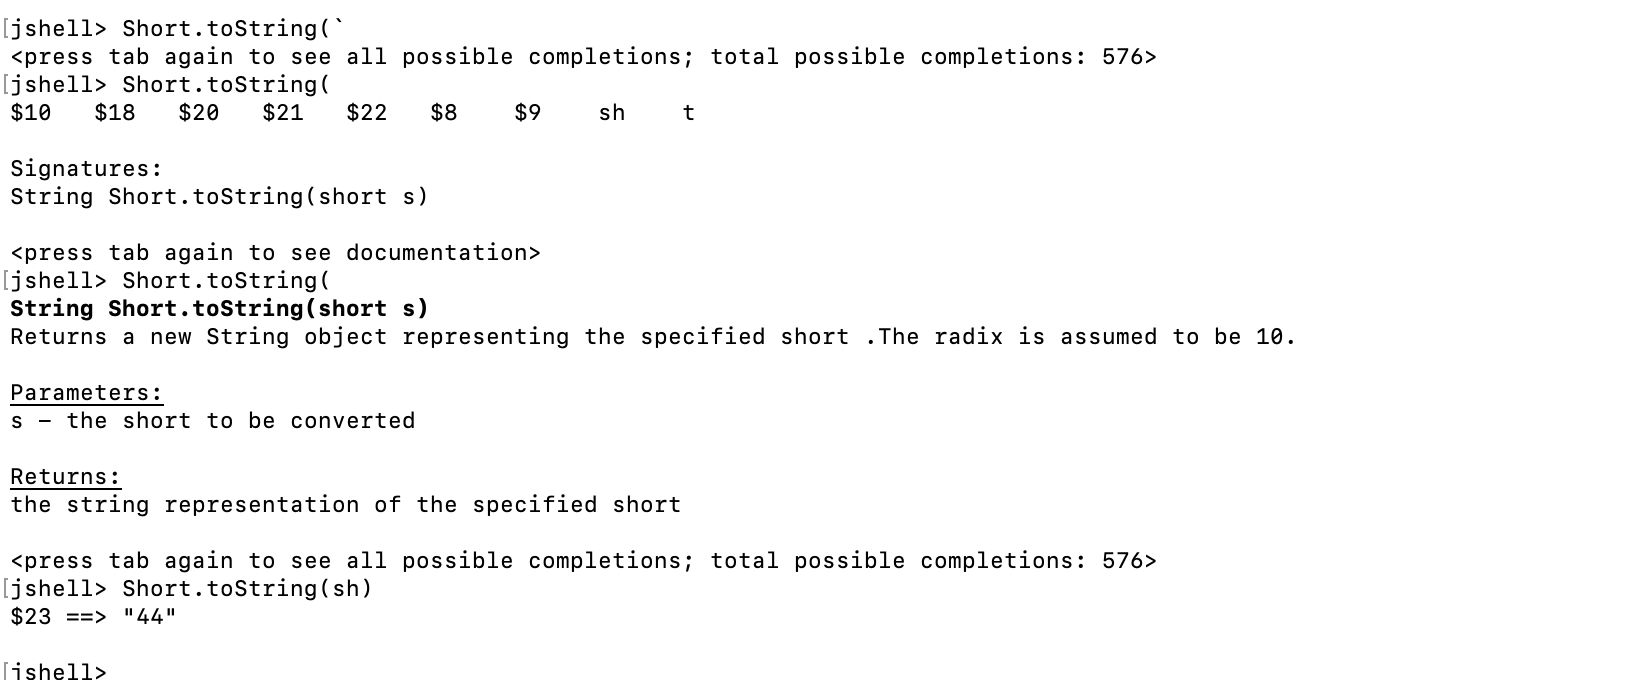 [jshell> Short.toString(`
<press tab again to see all possible completions; total possible completions: 576>
[jshell> Short.toString(
$10   $18   $20   $21   $22   $8    $9    sh    t
Signatures:
String Short.toString(short s)
<press tab again to see documentation>
[jshell> Short.toString(
String Short.toString(short s)
Returns a new String object representing the specified short .The radix is assumed to be 10.
Parameters:
s – the short to be converted
Returns:
the string representation of the specified short
<press tab again to see all possible completions; total possible completions: 576>
[jshell> Short.toString(sh)
$23 ==> "44"
[jshell>